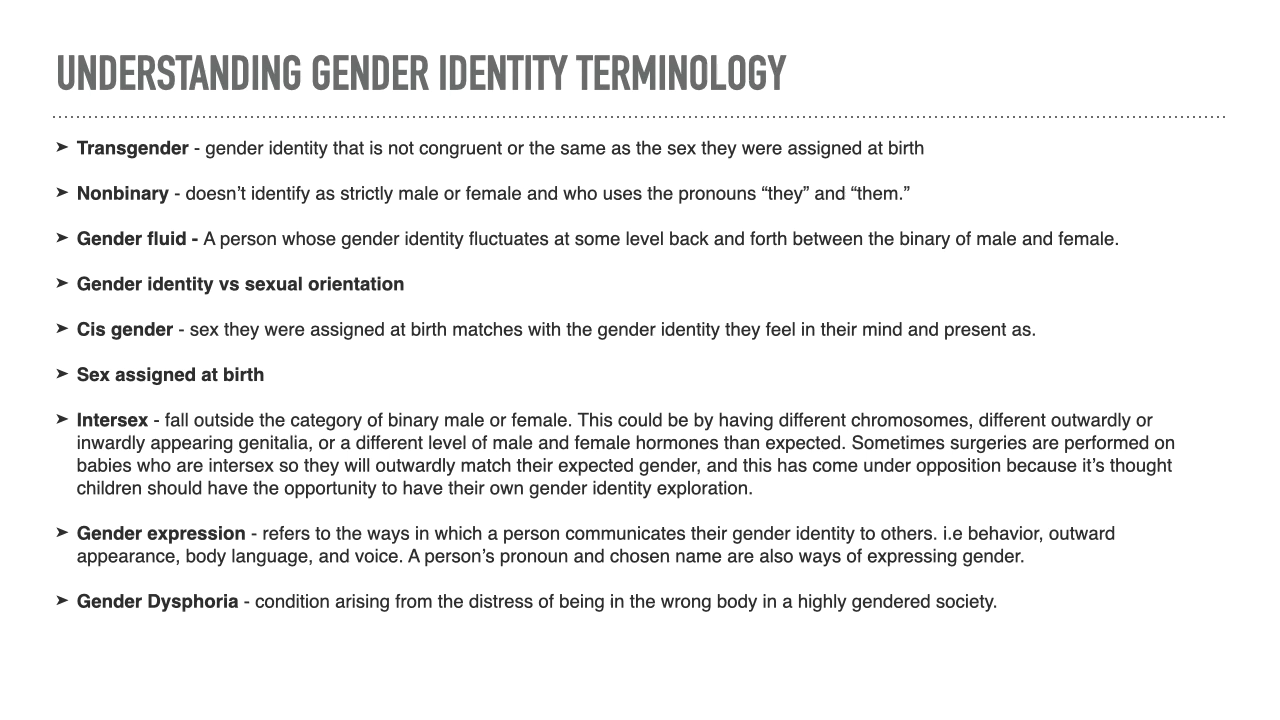 UNDERSTANDING GENDER IDENTITY TERMINOLOGY
➤ Transgender - gender identity that is not congruent or the same as the sex they were assigned at birth
➤ Nonbinary - doesn’t identify as strictly male or female and who uses the pronouns “they” and “them.”
➤ Gender fluid - A person whose gender identity fluctuates at some level back and forth between the binary of male and female.
➤ Gender identity vs sexual orientation
➤ Cis gender - sex they were assigned at birth matches with the gender identity they feel in their mind and present as.
➤ Sex assigned at birth
➤ Intersex - fall outside the category of binary male or female. This could be by having different chromosomes, different outwardly or
inwardly appearing genitalia, or a different level of male and female hormones than expected. Sometimes surgeries are performed on
babies who are intersex so they will outwardly match their expected gender, and this has come under opposition because it’s thought
children should have the opportunity to have their own gender identity exploration.
➤ Gender expression - refers to the ways in which a person communicates their gender identity to others. i.e behavior, outward
appearance, body language, and voice. A person’s pronoun and chosen name are also ways of expressing gender.
➤ Gender Dysphoria - condition arising from the distress of being in the wrong body in a highly gendered society.